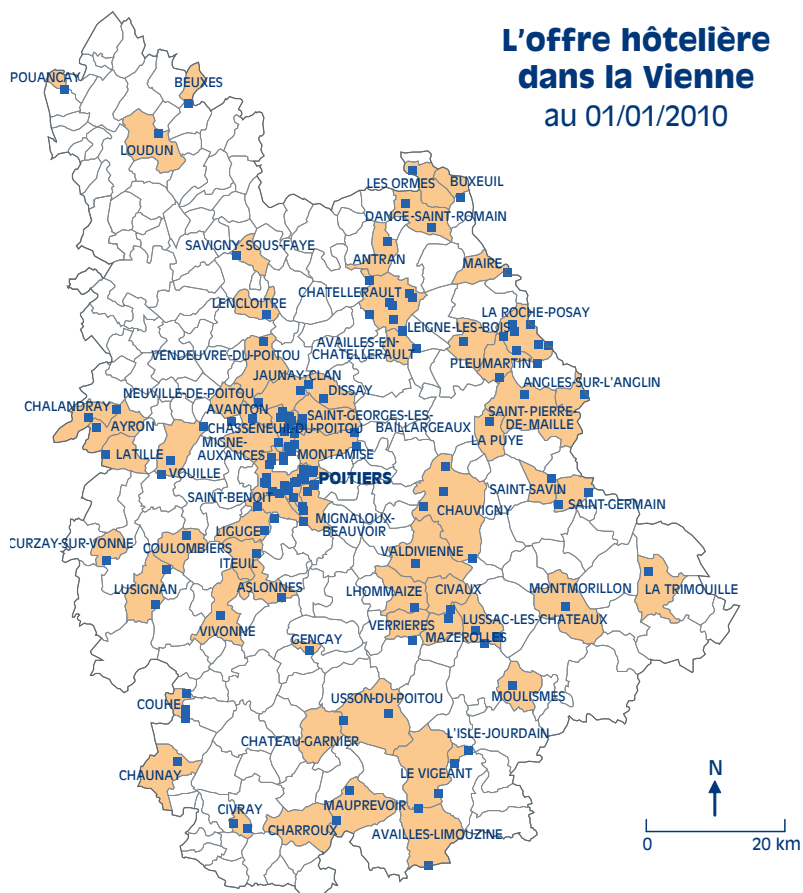 L'offre hôtelière
dans la Vienne
au 01/01/2010
POUANCAY
BEUXES
LOUDUN
LES ORMES
BUXEUIL
DANGE-SAINT-ROMAIN
SAVIGNY-SOUS-FAYE
ANTRAN
MAIRE
CHATELLERAULT
LENCLOITRE
LA ROCHE-POSAY
LEIGNE-LES-BOIS
AVAILLES-EN-
CHATELLERAULT
VENDEUVRE-DU-POITOU
PLEUMARTIN
JAUNAY-CLAN
ANGLES-SUR-L'ANGLIN
NEUVILLE-DE-POITOU
DISSAY
CHALANDRAY
AVANTON
SAINT-GEORGES-LES-
BAILLARGEAUX
SAINT-PIERRE-
DE-MAILLE
AYRON
CHASSENEUIL-DU-POITOU
LA PUYE
MIGNE-
AUXANCES
MONTAMISE
LATILLE
VOUILLE
POITIERS
SAINT-SAVIN
SAINT-BENOIT
SAINT-GERMAIN
CHAUVIGNY
MIGNALOUX-
BEAUVOIR
LIGUGE
CURZAY-SUR-VONNE
COULOMBIERS
VALDIVIENNE
ITEUIL
LUSIGNAN
ASLONNES
LHOMMAIZE
CIVAUX
MONTMORILLON
LA TRIMOUILLE
VIVONNE
VERRIERES
LUSSAC-LES-CHATEAUX
MAZEROLLES
GENCAY
MOULISMES
COUHE
USSON-DU-POITOU
CHATEAU-GARNIER
L'ISLE-JOURDAIN
CHAUNAY
LE VIGEANT
MAUPREVOIR
CIVRAY
CHARROUX
AVAILLES-LIMOUZINE
N
0 20 km